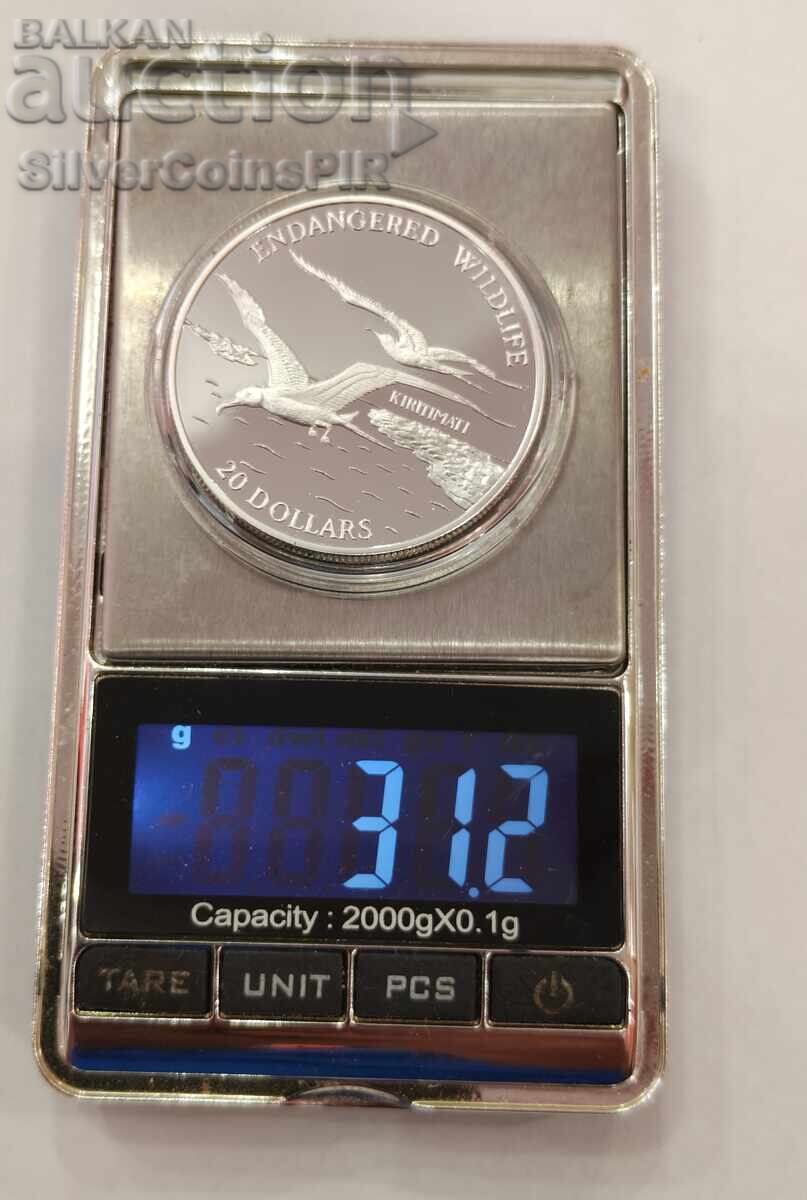 BALKAN
auction
SilverCoinsPIR
ENDANGERED WILDLIFE
KIRITIMATI
20 DOLLARS
g
31.2
Capacity : 2000gX0.1g
TARE UNIT PCS